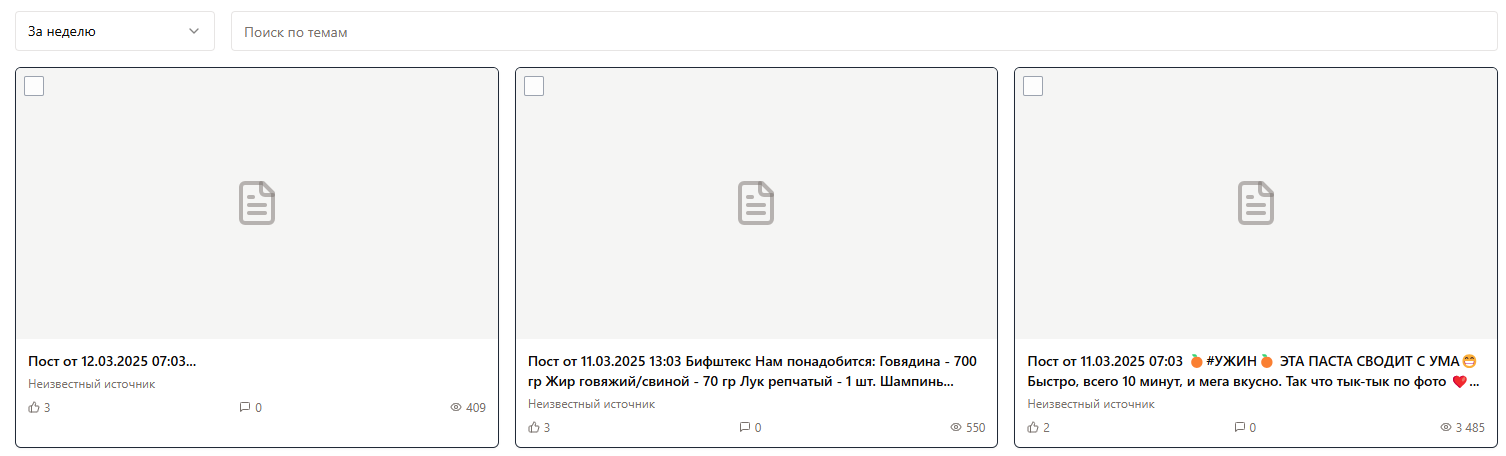 За неделю
Поиск по темам
Пост от 12.03.2025 07:03...
Неизвестный источник
3
0
409
Пост от 11.03.2025 13:03 Бифштекс Нам понадобится: Говядина - 700
гр Жир говяжий/свиной - 70 гр Лук репчатый - 1 шт. Шампинь...
Неизвестный источник
3
0
550
Пост от 11.03.2025 07:03 🍊#УЖИН🍊 ЭТА ПАСТА СВОДИТ С УМА😁
Быстро, всего 10 минут, и мега вкусно. Так что тык-тык по фото ❤️...
Неизвестный источник
2
0
3 485